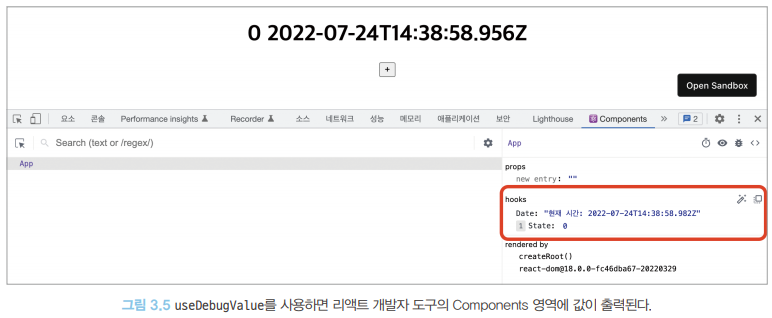 0 2022-07-24T14:38:58.956Z
+
Open Sandbox
요소 콘솔 Performance insights Recorder 소스 네트워크 성능 메모리 애플리케이션 보안 Lighthouse Components » 2
Search (text or /regex/)
App
App
props
new entry: ""
hooks
Date: "현재 시간: 2022-07-24T14:38:58.982Z"
1 State: 0
rendered by
createRoot()
react-dom@18.0.0-fc46dba67-20220329
그림 3.5 useDebugValue를 사용하면 리액트 개발자 도구의 Components 영역에 값이 출력된다.